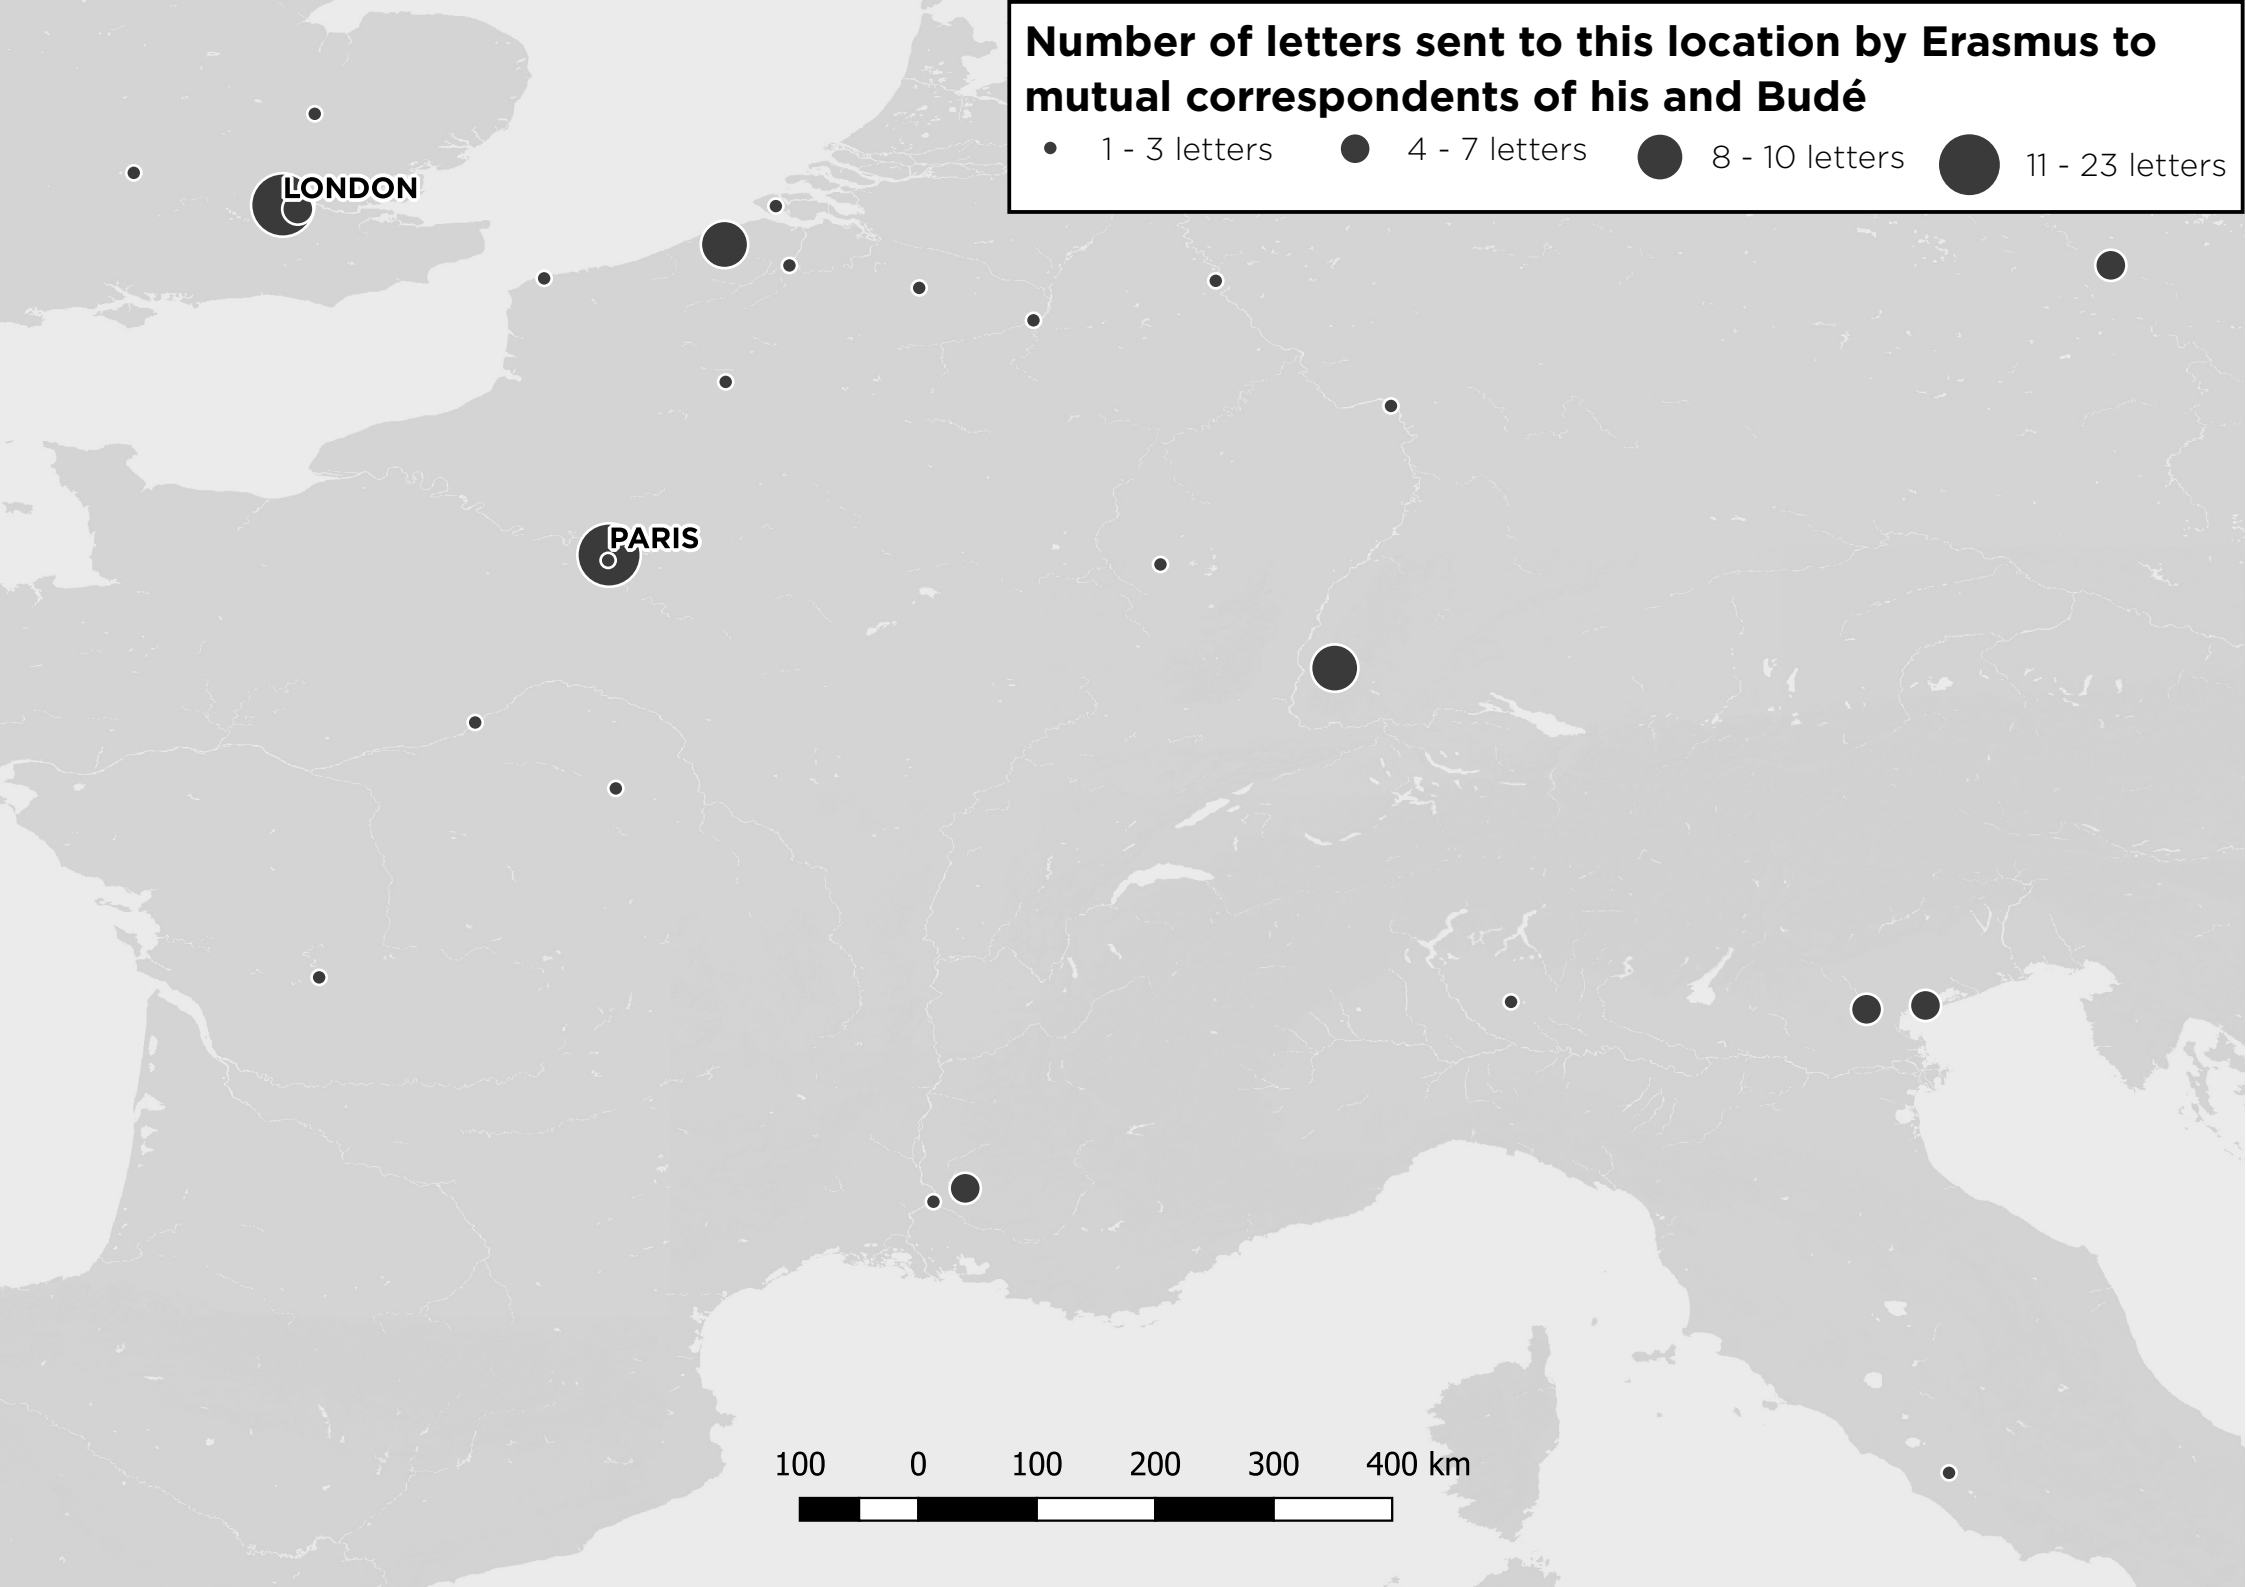 Number of letters sent to this location by Erasmus to
mutual correspondents of his and Budé
1 - 3 letters
4 - 7 letters
8 - 10 letters
11 - 23 letters
LONDON
PARIS
100 0 100 200 300 400 km